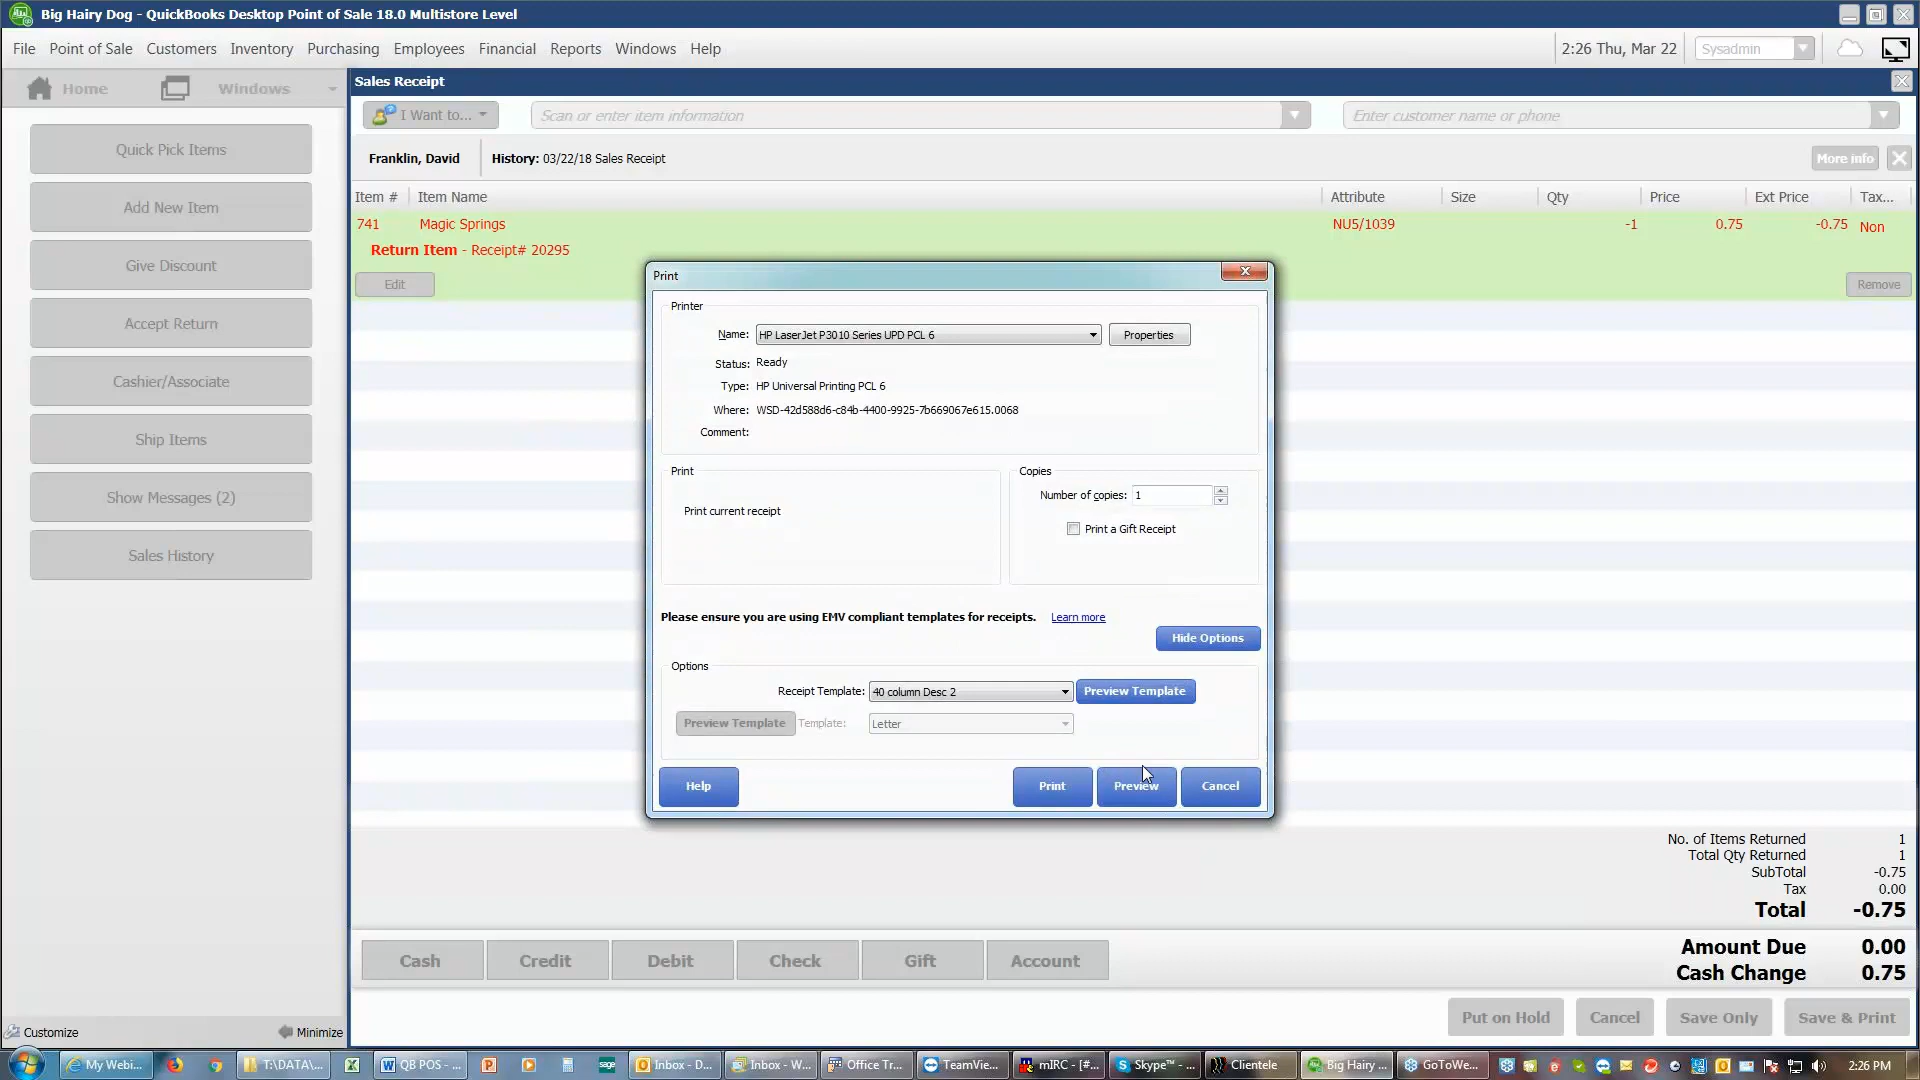 Big Hairy Dog - QuickBooks Desktop Point of Sale 18.0 Multistore Level
File Point of Sale Customers Inventory Purchasing Employees Financial Reports Windows Help
2:26 Thu, Mar 22 Sysadmin
Home Windows
Sales Receipt
I Want to... Scan or enter item information Enter customer name or phone
Franklin, David History: 03/22/18 Sales Receipt More info
Item # Item Name Attribute Size Qty Price Ext Price Tax...
741 Magic Springs NU5/1039 -1 0.75 -0.75 Non
Return Item - Receipt# 20295
Edit Remove
Quick Pick Items
Add New Item
Give Discount
Accept Return
Cashier/Associate
Ship Items
Show Messages (2)
Sales History
Customize Minimize
Print
Printer
Name: HP LaserJet P3010 Series UPD PCL 6 Properties
Status: Ready
Type: HP Universal Printing PCL 6
Where: WSD-42d588d6-c84b-4400-9925-7b669067e615.0068
Comment:
Print
Print current receipt
Copies
Number of copies: 1
Print a Gift Receipt
Please ensure you are using EMV compliant templates for receipts. Learn more
Hide Options
Options
Receipt Template: 40 column Desc 2 Preview Template
Preview Template Template: Letter
Help Print Preview Cancel
No. of Items Returned 1
Total Qty Returned 1
SubTotal -0.75
Tax 0.00
Total -0.75
Cash Credit Debit Check Gift Account
Amount Due 0.00
Cash Change 0.75
Put on Hold Cancel Save Only Save & Print
My Webi... T:\DATA\... QB POS - ... Inbox - D... Inbox - W... Office Tr... TeamVie... mIRC - [#... Skype™ - ... Clientele Big Hairy ... GoToWe... 2:26 PM